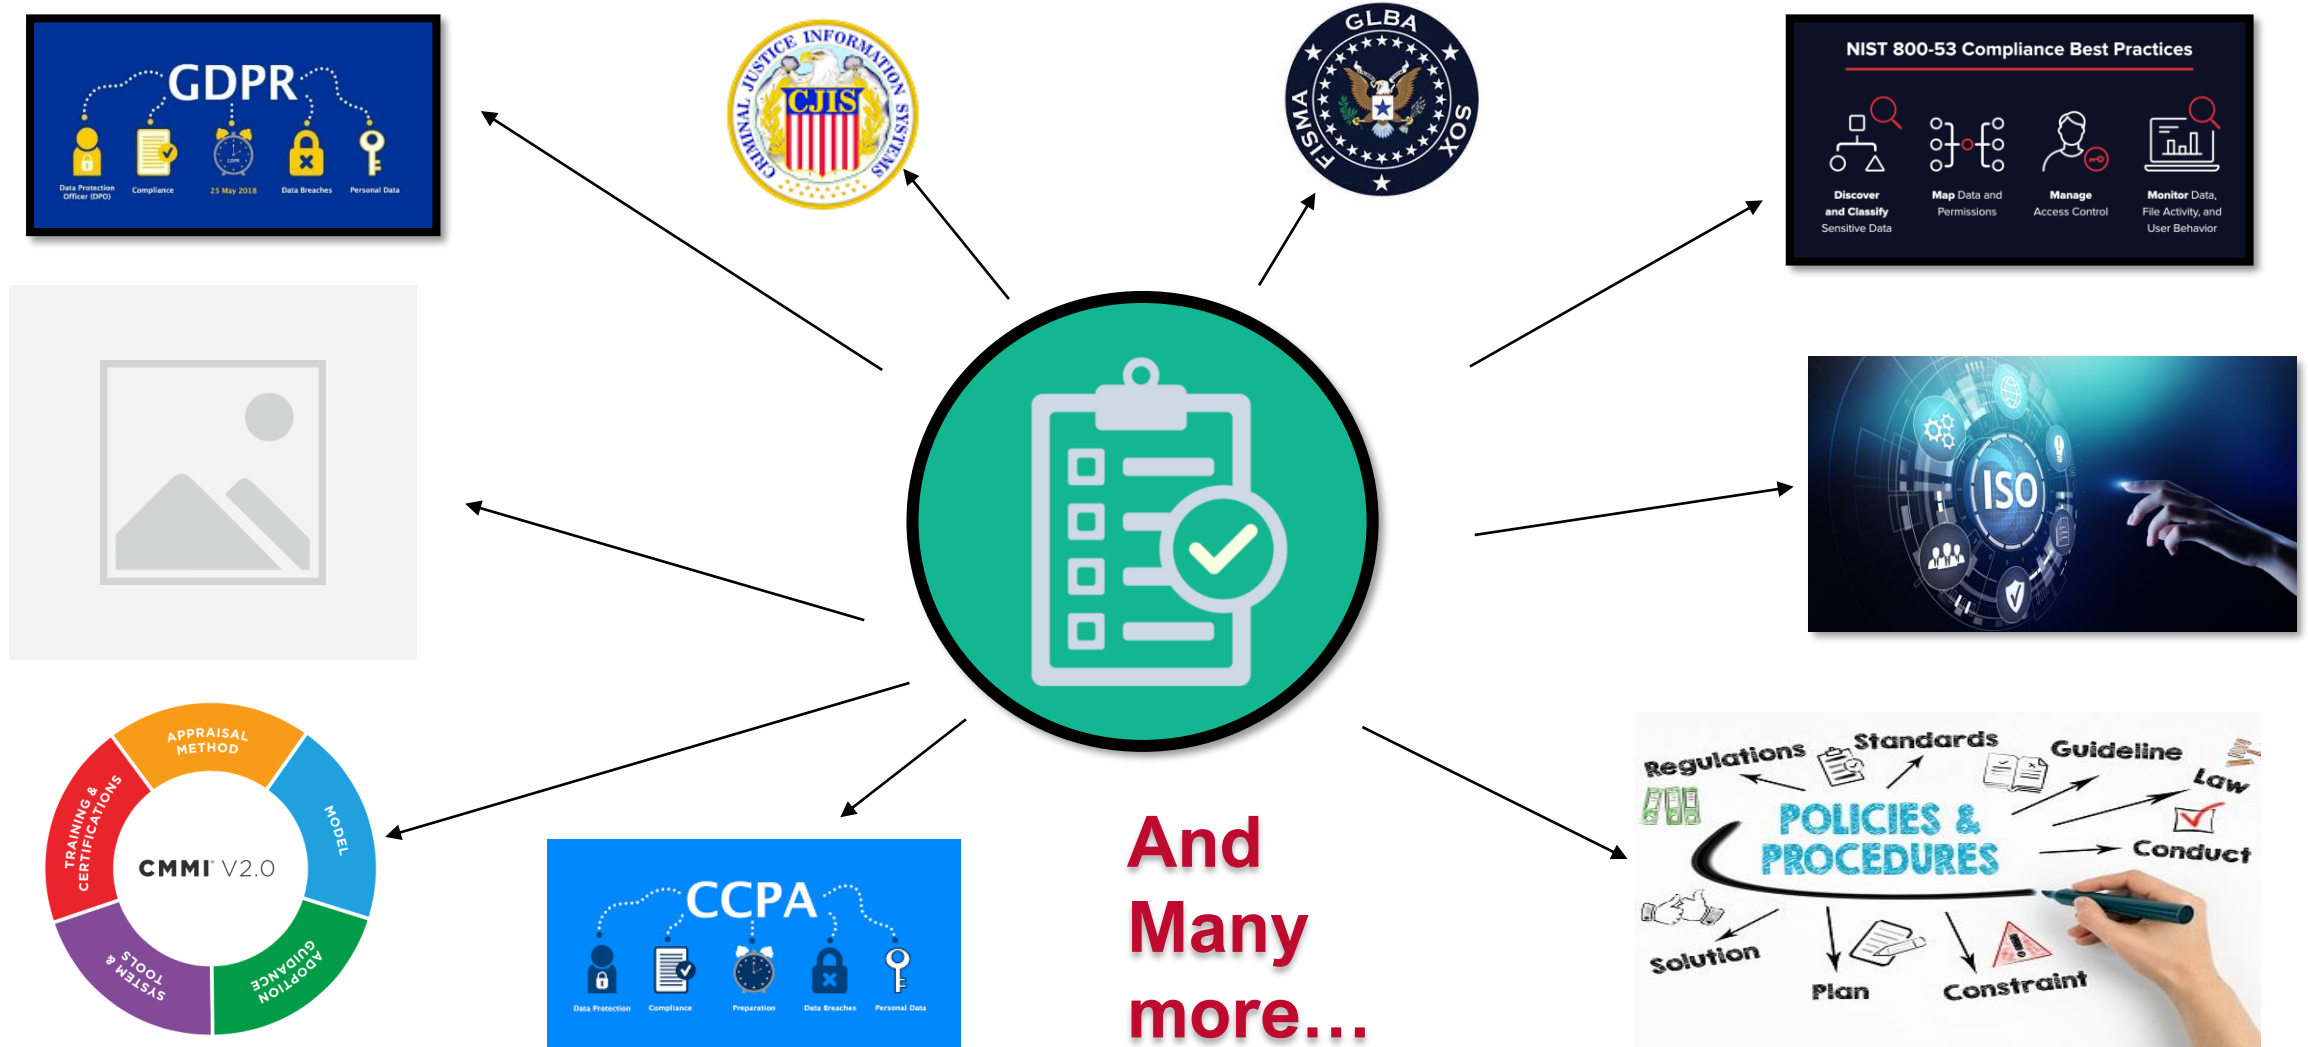 GDPR
Data Protection
Officer (DPO)
Compliance
25 May 2018
Data Breaches
Personal Data
CRIMINAL JUSTICE INFORMATION SYSTEMS
CJIS
GLBA
FISMA
SOX
NIST 800-53 Compliance Best Practices
Discover
and Classify
Sensitive Data
Map Data and
Permissions
Manage
Access Control
Monitor Data,
File Activity, and
User Behavior
ISO
APPRAISAL
METHOD
MODEL
ADOPTION
GUIDANCE
SYSTEM &
TOOLS
TRAINING &
CERTIFICATIONS
CMMI® V2.0
CCPA
Data Protection
Compliance
Preparation
Data Breaches
Personal Data
And
Many
more...
Regulations
Standards
Guideline
Law
POLICIES &
PROCEDURES
Conduct
Solution
Plan
Constraint